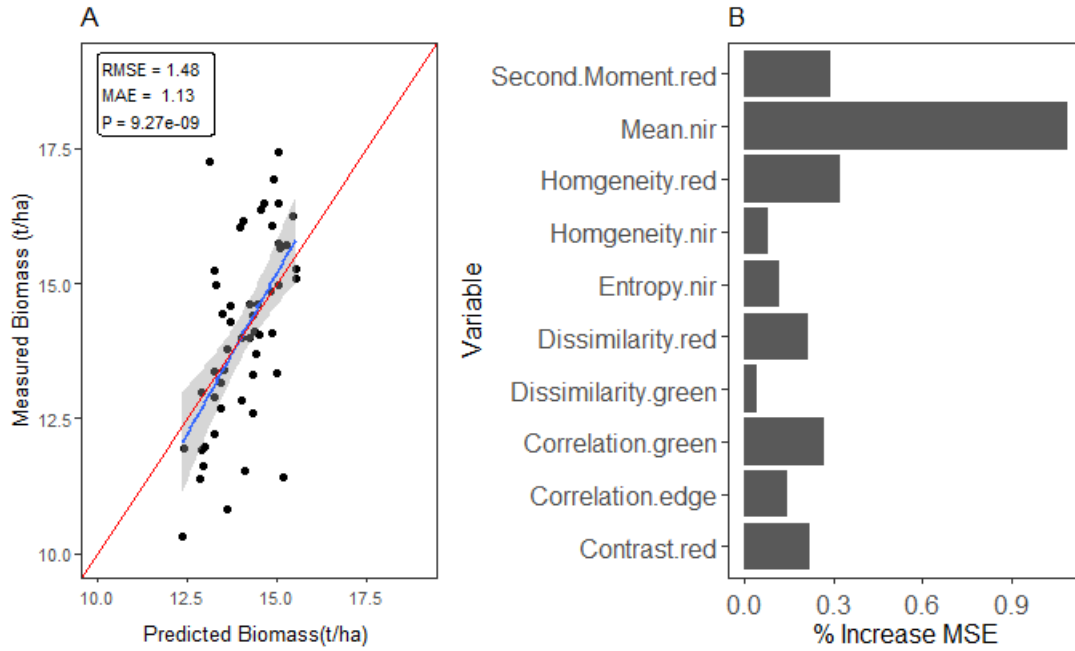 A
RMSE = 1.48
MAE = 1.13
P = 9.27e-09
Measured Biomass (t/ha)
17.5
15.0
12.5
10.0
10.0 12.5 15.0 17.5
Predicted Biomass(t/ha)
B
Variable
Second.Moment.red
Mean.nir
Homgeneity.red
Homgeneity.nir
Entropy.nir
Dissimilarity.red
Dissimilarity.green
Correlation.green
Correlation.edge
Contrast.red
0.0 0.3 0.6 0.9
% Increase MSE